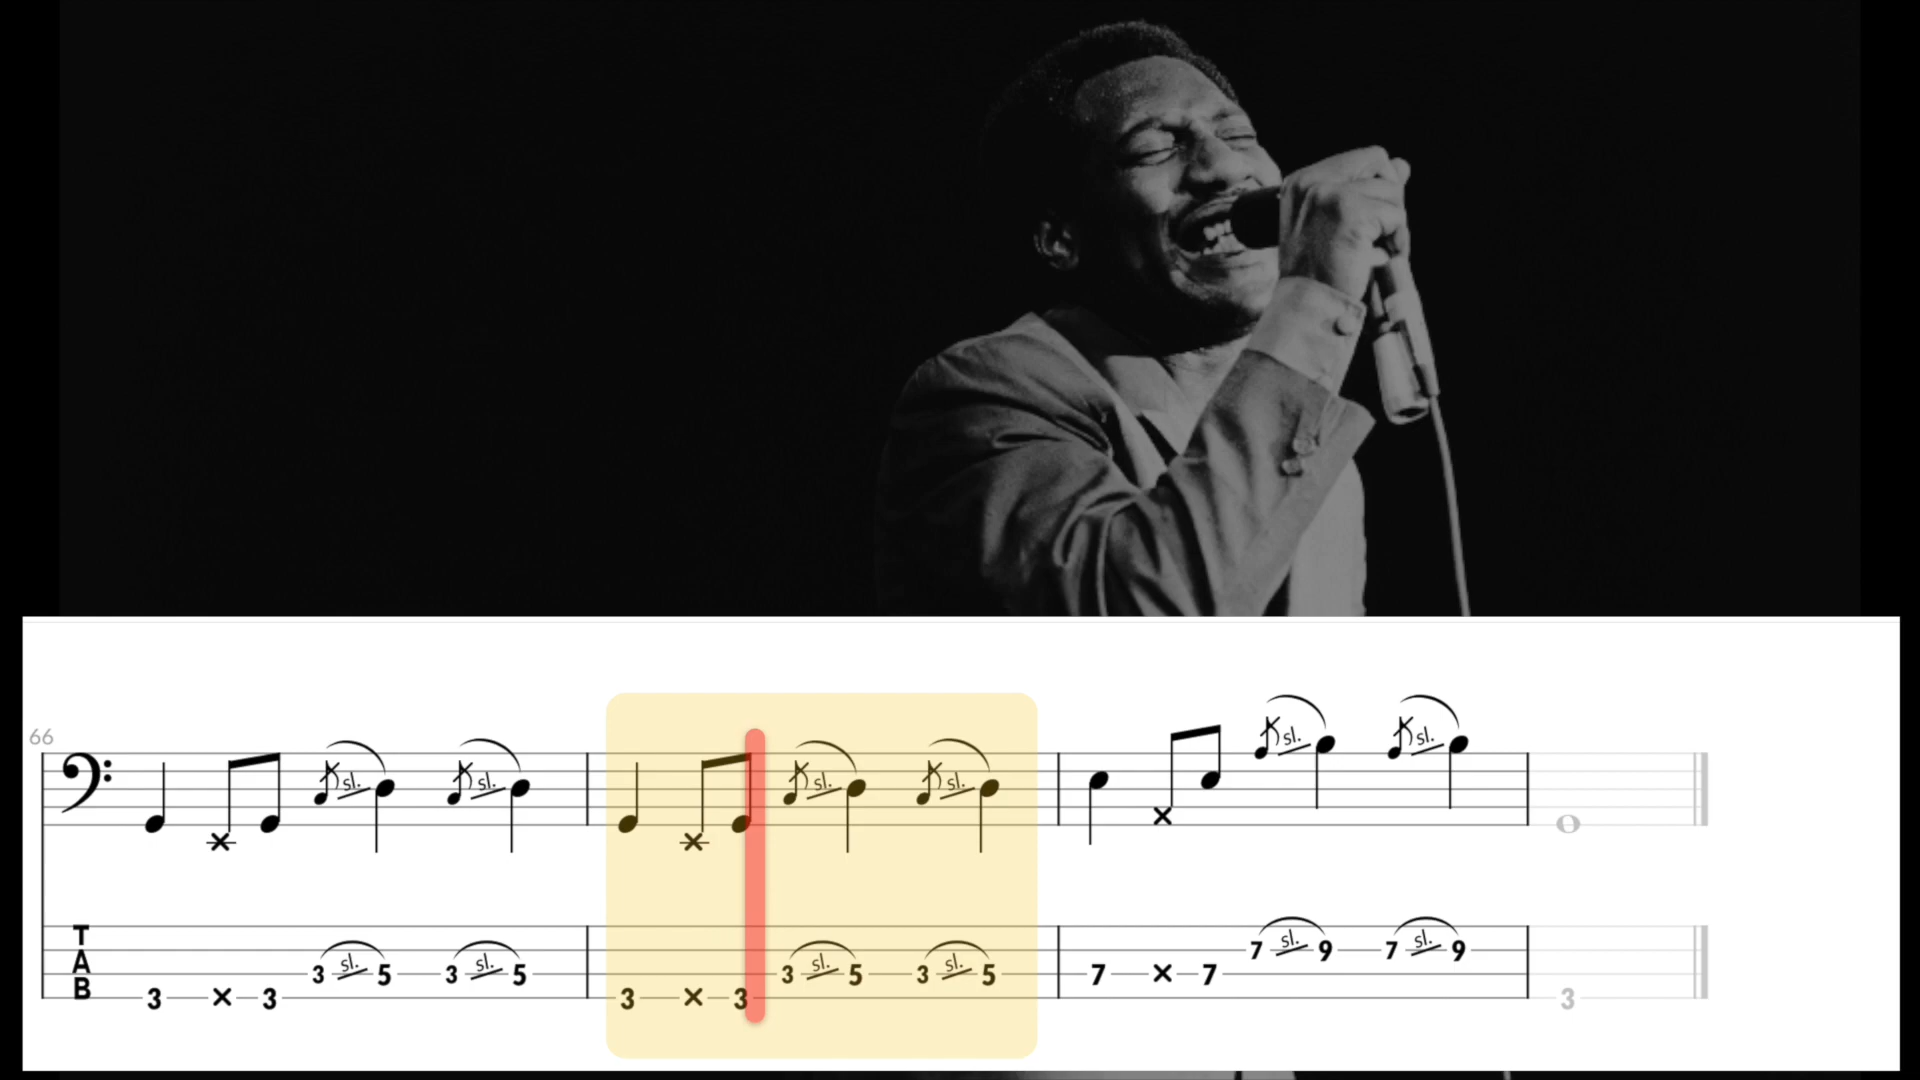 66
sl. sl. sl. sl. sl. sl.
T
A
B
7 sl. 9 7 sl. 9
3 sl. 5 3 sl. 5 3 sl. 5 3 sl. 5 7 × 7
3 × 3 3 × 3 3